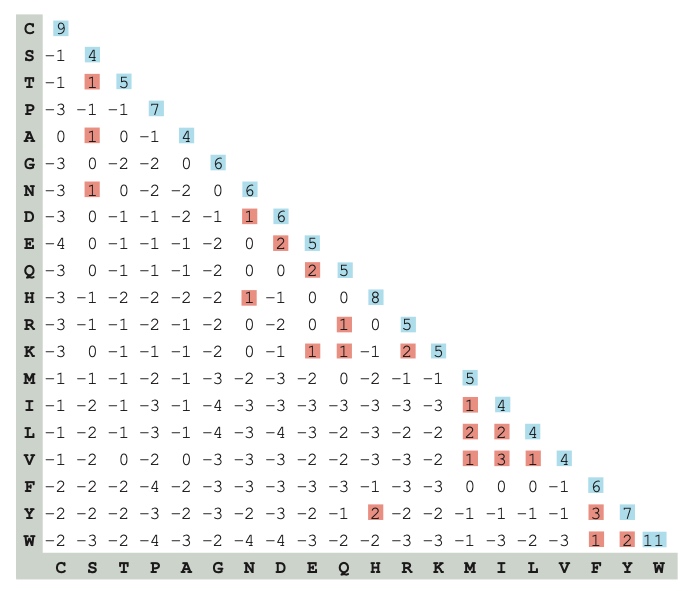 C 9
S −1 4
T −1 1 5
P −3 −1 −1 7
A 0 1 0 −1 4
G −3 0 −2 −2 0 6
N −3 1 0 −2 −2 0 6
D −3 0 −1 −1 −2 −1 1 6
E −4 0 −1 −1 −1 −2 0 2 5
Q −3 0 −1 −1 −1 −2 0 0 2 5
H −3 −1 −2 −2 −2 −2 1 −1 0 0 8
R −3 −1 −1 −2 −1 −2 0 −2 0 1 0 5
K −3 0 −1 −1 −1 −2 0 −1 1 1 −1 2 5
M −1 −1 −1 −2 −1 −3 −2 −3 −2 0 −2 −1 −1 5
I −1 −2 −1 −3 −1 −4 −3 −3 −3 −3 −3 −3 −3 1 4
L −1 −2 −1 −3 −1 −4 −3 −4 −3 −2 −3 −2 −2 2 2 4
V −1 −2 0 −2 0 −3 −3 −3 −2 −2 −3 −3 −2 1 3 1 4
F −2 −2 −2 −4 −2 −3 −3 −3 −3 −3 −1 −3 −3 0 0 0 −1 6
Y −2 −2 −2 −3 −2 −3 −2 −3 −2 −1 2 −2 −2 −1 −1 −1 −1 3 7
W −2 −3 −2 −4 −3 −2 −4 −4 −3 −2 −2 −3 −3 −1 −3 −2 −3 1 2 11
C S T P A G N D E Q H R K M I L V F Y W